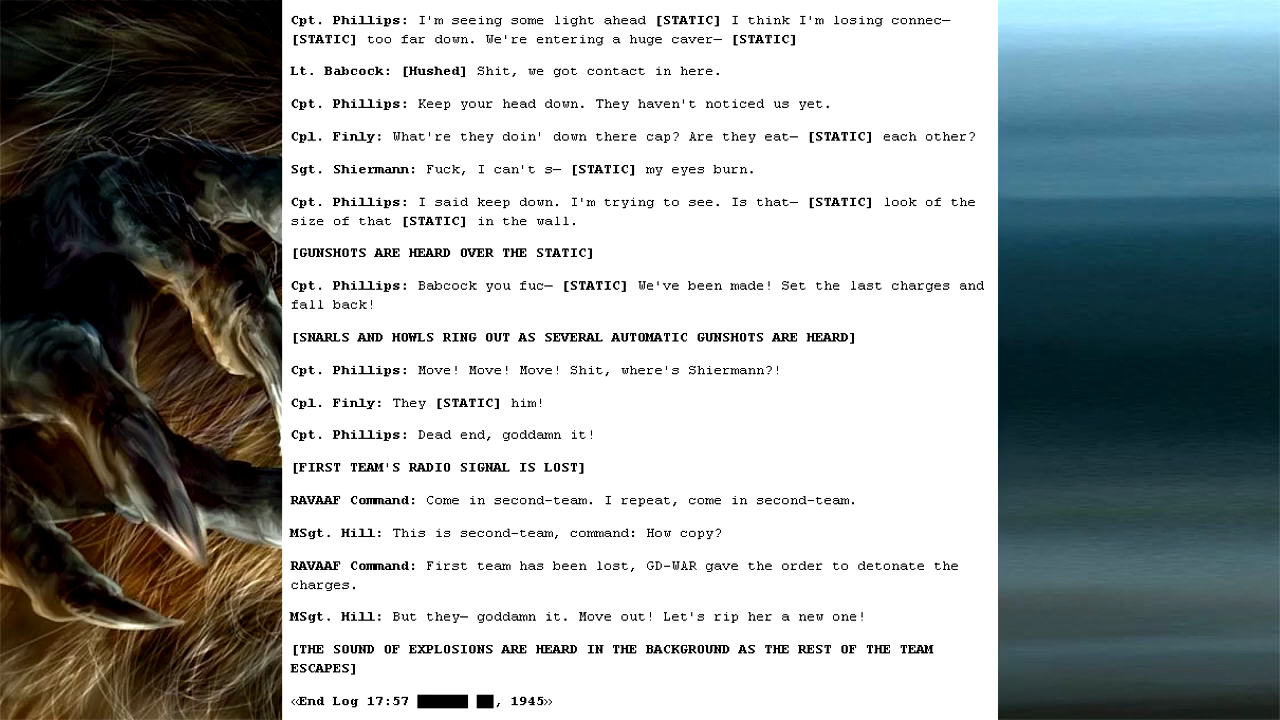 Cpt. Phillips: I'm seeing some light ahead [STATIC] I think I'm losing connec—
[STATIC] too far down. We're entering a huge caver— [STATIC]
Lt. Babcock: [Hushed] Shit, we got contact in here.
Cpt. Phillips: Keep your head down. They haven't noticed us yet.
Cpl. Finly: What're they doin' down there cap? Are they eat— [STATIC] each other?
Sgt. Shiermann: Fuck, I can't s— [STATIC] my eyes burn.
Cpt. Phillips: I said keep down. I'm trying to see. Is that— [STATIC] look of the
size of that [STATIC] in the wall.
[GUNSHOTS ARE HEARD OVER THE STATIC]
Cpt. Phillips: Babcock you fuc— [STATIC] We've been made! Set the last charges and
fall back!
[SNARLS AND HOWLS RING OUT AS SEVERAL AUTOMATIC GUNSHOTS ARE HEARD]
Cpt. Phillips: Move! Move! Move! Shit, where's Shiermann?!
Cpl. Finly: They [STATIC] him!
Cpt. Phillips: Dead end, goddamn it!
[FIRST TEAM'S RADIO SIGNAL IS LOST]
RAVAAF Command: Come in second-team. I repeat, come in second-team.
MSgt. Hill: This is second-team, command: How copy?
RAVAAF Command: First team has been lost, GD-WAR gave the order to detonate the
charges.
MSgt. Hill: But they— goddamn it. Move out! Let's rip her a new one!
[THE SOUND OF EXPLOSIONS ARE HEARD IN THE BACKGROUND AS THE REST OF THE TEAM
ESCAPES]
«End Log 17:57 ██████ ██, 1945»